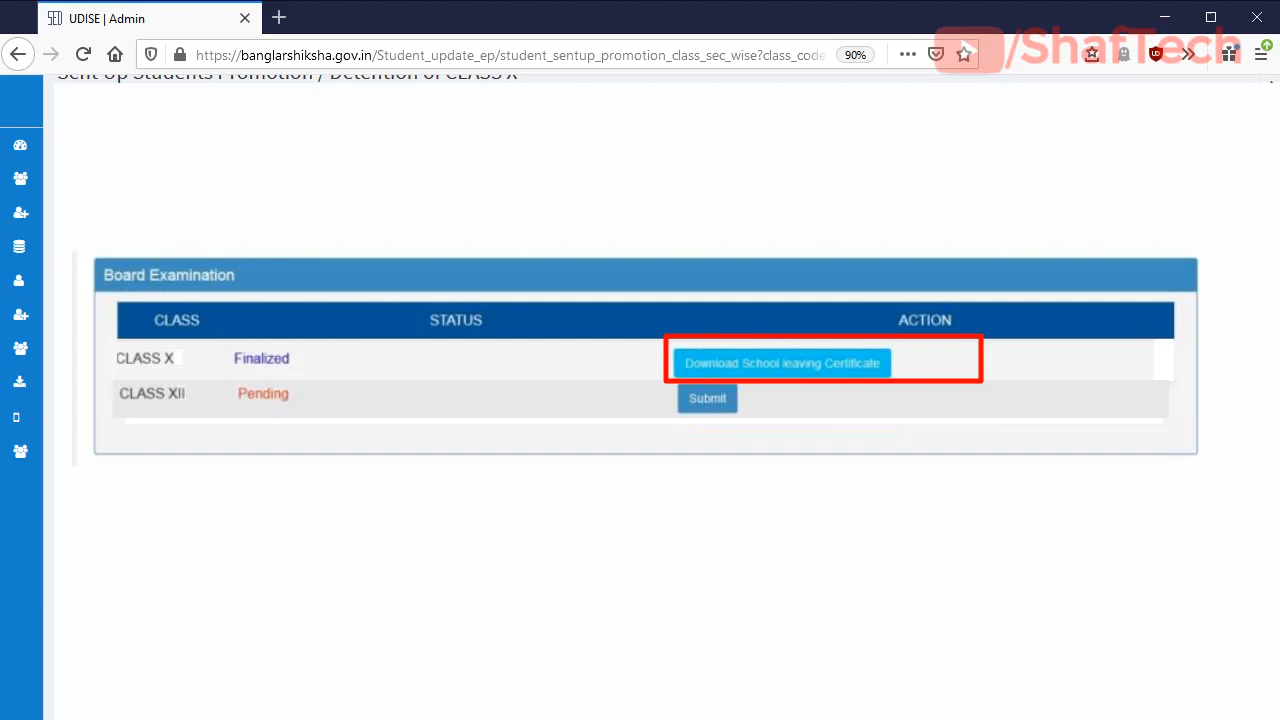 UDISE | Admin
https://banglarshiksha.gov.in/Student_update_ep/student_sentup_promotion_class_sec_wise?class_code
90%
/ShafTech
Sent Up Students Promotion / Detention of CLASS X
Board Examination
CLASS STATUS ACTION
CLASS X Finalized Download School leaving Certificate
CLASS XII Pending Submit